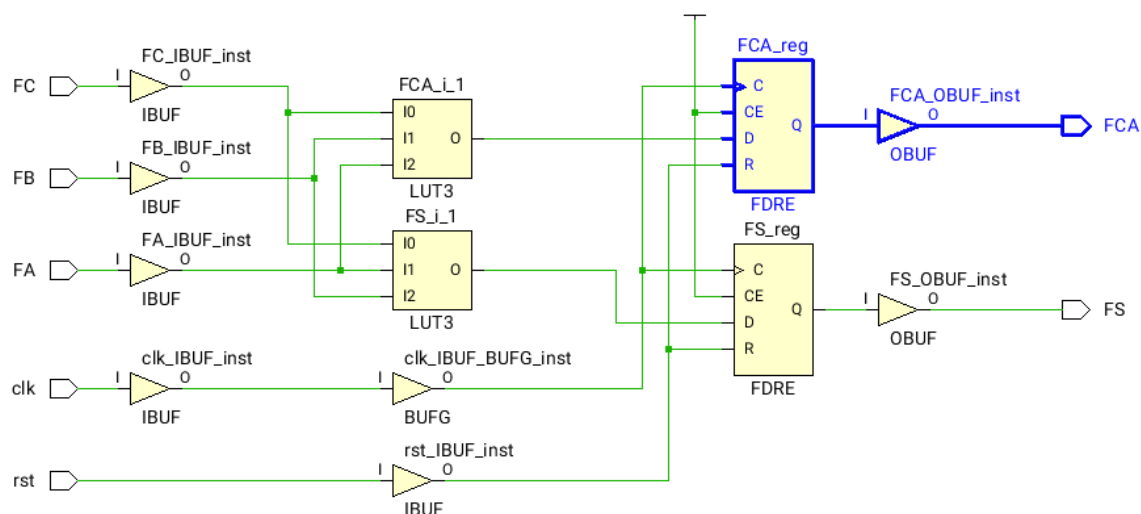 FC
I
FC_IBUF_inst
O
IBUF
FB
I
FB_IBUF_inst
O
IBUF
FA
I
FA_IBUF_inst
O
IBUF
clk
I
clk_IBUF_inst
O
IBUF
rst
FCA_i_1
I0
I1
I2
O
LUT3
FS_i_1
I0
I1
I2
O
LUT3
I
clk_IBUF_BUFG_inst
O
BUFG
I
rst_IBUF_inst
O
IBUF
FCA_reg
C
CE
D
R
Q
FDRE
FS_reg
C
CE
D
R
Q
FDRE
I
FCA_OBUF_inst
O
OBUF
FCA
I
FS_OBUF_inst
O
OBUF
FS